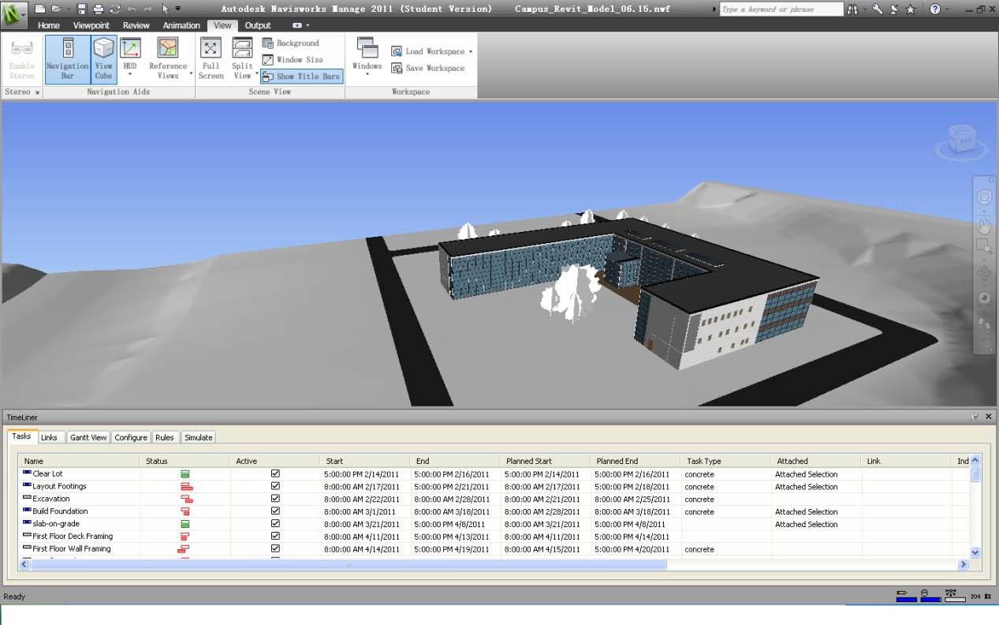 Autodesk Navisworks Manage 2011 (Student Version) Campus_Revit_Model_06.15.nwf Type a keyword or phrase
Home Viewpoint Review Animation View Output
Enable Stereo
Navigation Bar
View Cube
HUD
Reference Views
Full Screen
Split View
Background
Window Size
Show Title Bars
Windows
Load Workspace
Save Workspace
Stereo Navigation Aids Scene View Workspace
TimeLiner
Tasks Links Gantt View Configure Rules Simulate
Name Status Active Start End Planned Start Planned End Task Type Attached Link Ind
Clear Lot 5:00:00 PM 2/14/2011 5:00:00 PM 2/16/2011 5:00:00 PM 2/14/2011 5:00:00 PM 2/16/2011 concrete Attached Selection
Layout Footings 8:00:00 AM 2/17/2011 5:00:00 PM 2/21/2011 8:00:00 AM 2/17/2011 5:00:00 PM 2/18/2011 concrete Attached Selection
Excavation 8:00:00 AM 2/22/2011 8:00:00 AM 2/28/2011 8:00:00 AM 2/21/2011 8:00:00 AM 2/25/2011 concrete
Build Foundation 8:00:00 AM 3/1/2011 8:00:00 AM 3/18/2011 8:00:00 AM 2/28/2011 8:00:00 AM 3/18/2011 concrete Attached Selection
slab-on-grade 8:00:00 AM 3/21/2011 5:00:00 PM 4/8/2011 8:00:00 AM 3/21/2011 5:00:00 PM 4/8/2011 Attached Selection
First Floor Deck Framing 8:00:00 AM 4/11/2011 5:00:00 PM 4/13/2011 8:00:00 AM 4/11/2011 5:00:00 PM 4/14/2011
First Floor Wall Framing 8:00:00 AM 4/14/2011 5:00:00 PM 4/19/2011 8:00:00 AM 4/15/2011 5:00:00 PM 4/20/2011 concrete
Ready 209